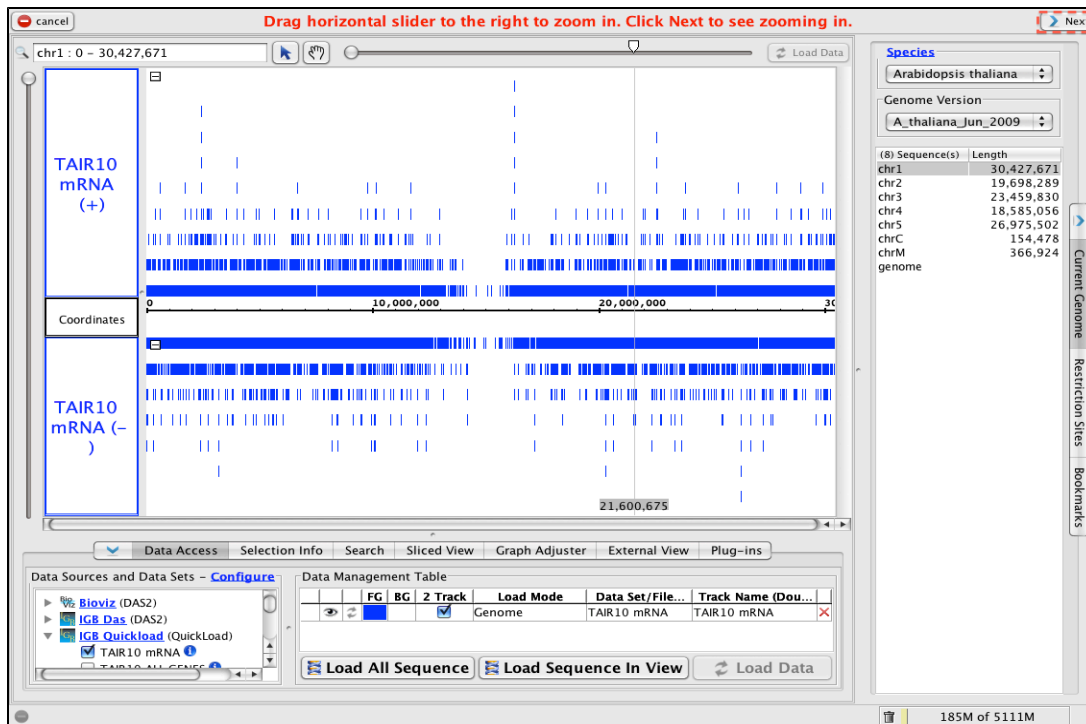 cancel
Drag horizontal slider to the right to zoom in. Click Next to see zooming in.
Nex
chr1 : 0 - 30,427,671
Load Data
TAIR10
mRNA
(+)
0
10,000,000
20,000,000
30
Coordinates
TAIR10
mRNA (-
)
21,600,675
Species
Arabidopsis thaliana
Genome Version
A_thaliana_Jun_2009
(8) Sequence(s) Length
chr1 30,427,671
chr2 19,698,289
chr3 23,459,830
chr4 18,585,056
chr5 26,975,502
chrC 154,478
chrM 366,924
genome
Current Genome
Restriction Sites
Bookmarks
Data Access Selection Info Search Sliced View Graph Adjuster External View Plug-ins
Data Sources and Data Sets - Configure
Bioviz (DAS2)
IGB Das (DAS2)
IGB Quickload (QuickLoad)
TAIR10 mRNA
TAIR10 ALL GENES
Data Management Table
FG BG 2 Track Load Mode Data Set/File... Track Name (Dou...
Genome TAIR10 mRNA TAIR10 mRNA
Load All Sequence Load Sequence In View Load Data
185M of 5111M